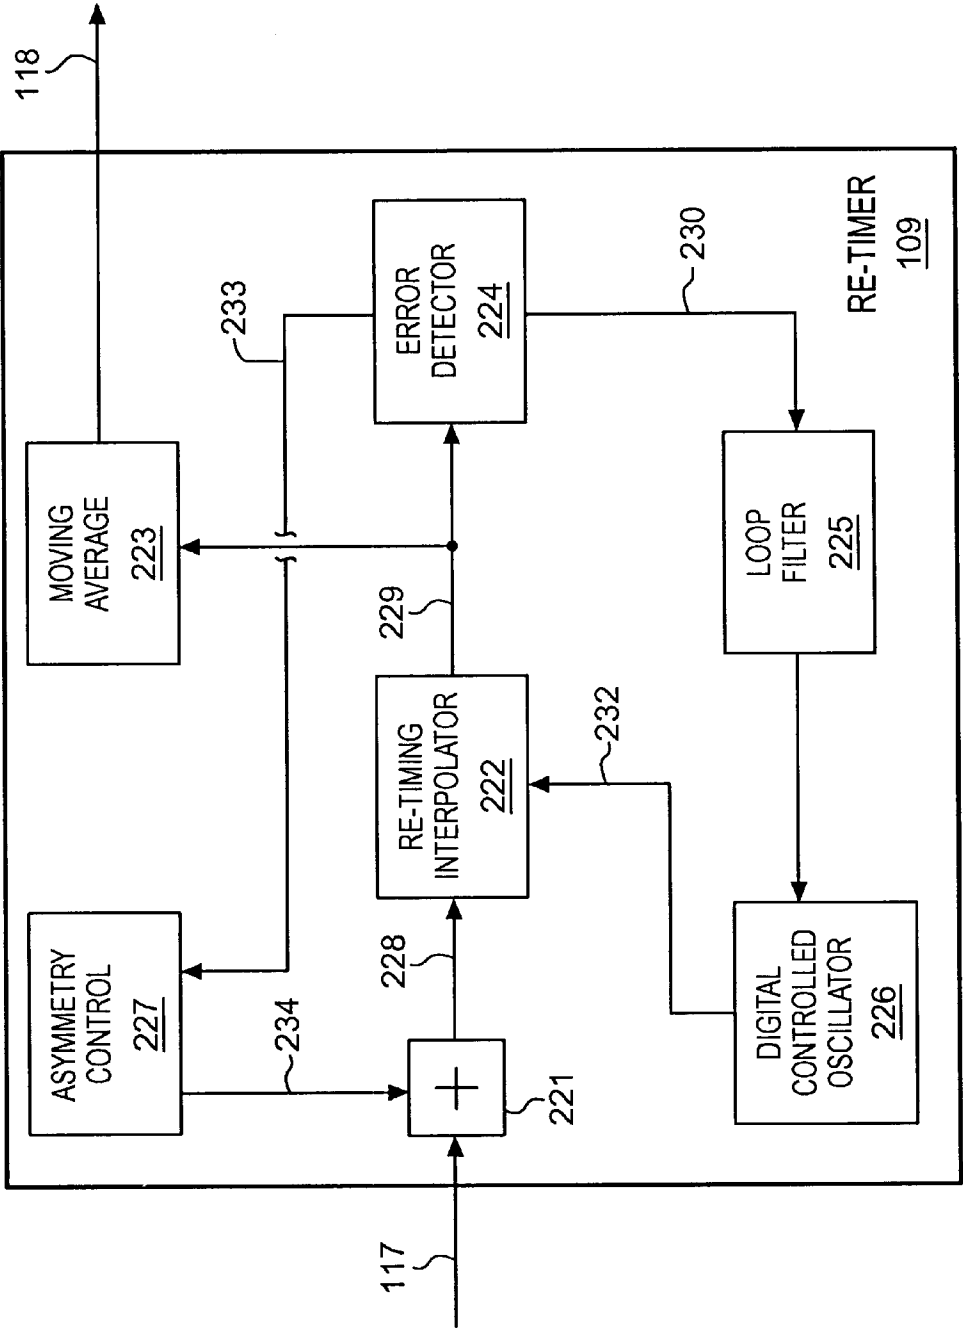 118
MOVING
AVERAGE
223
233
ERROR
DETECTOR
224
230
ASYMMETRY
CONTROL
227
234
RE-TIMING
INTERPOLATOR
222
229
228
232
117
221
LOOP
FILTER
225
DIGITAL
CONTROLLED
OSCILLATOR
226
RE-TIMER
109
+